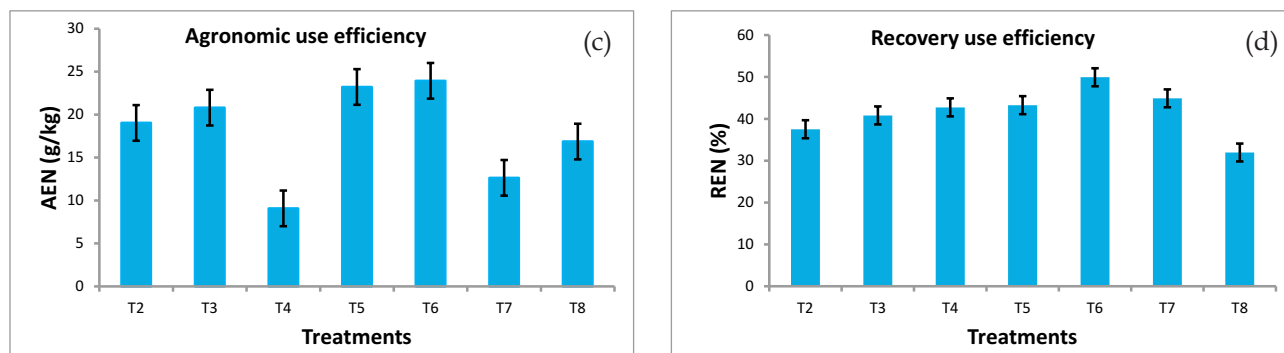 Agronomic use efficiency
(c)
AEN (g/kg)
30
25
20
15
10
5
0
T2 T3 T4 T5 T6 T7 T8
Treatments
Recovery use efficiency
(d)
REN (%)
60
50
40
30
20
10
0
T2 T3 T4 T5 T6 T7 T8
Treatments